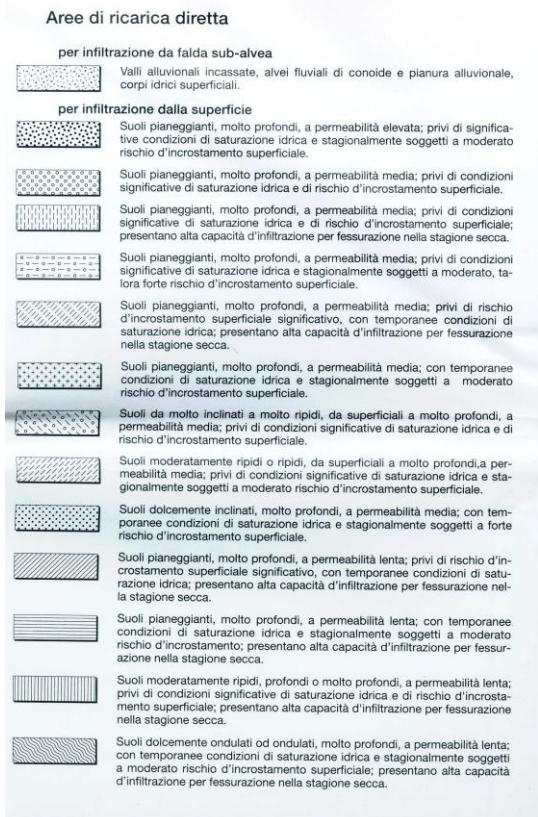 Aree di ricarica diretta
per infiltrazione da falda sub-alvea
Valli alluvionali incassate, alvei fluviali di conoide e pianura alluvionale,
corpi idrici superficiali.
per infiltrazione dalla superficie
Suoli pianeggianti, molto profondi, a permeabilità elevata; privi di significa-
tive condizioni di saturazione idrica e stagionalmente soggetti a moderato
rischio d'incrostamento superficiale.
Suoli pianeggianti, molto profondi, a permeabilità media; privi di condizioni
significative di saturazione idrica e di rischio d'incrostamento superficiale.
Suoli pianeggianti, molto profondi, a permeabilità media; privi di condizioni
significative di saturazione idrica e di rischio d'incrostamento superficiale;
presentano alta capacità d'infiltrazione per fessurazione nella stagione secca.
Suoli pianeggianti, molto profondi, a permeabilità media; privi di condizioni
significative di saturazione idrica e stagionalmente soggetti a moderato, ta-
lora forte rischio d'incrostamento superficiale.
Suoli pianeggianti, molto profondi, a permeabilità media; privi di rischio
d'incrostamento superficiale significativo, con temporanee condizioni di
saturazione idrica; presentano alta capacità d'infiltrazione per fessurazione
nella stagione secca.
Suoli pianeggianti, molto profondi, a permeabilità media; con temporanee
condizioni di saturazione idrica e stagionalmente soggetti a moderato
rischio d'incrostamento superficiale.
Suoli da molto inclinati a molto ripidi, da superficiali a molto profondi, a
permeabilità media; privi di condizioni significative di saturazione idrica e di
rischio d'incrostamento superficiale.
Suoli moderatamente ripidi o ripidi, da superficiali a molto profondi,a per-
meabilità media; privi di condizioni significative di saturazione idrica e sta-
gionalmente soggetti a moderato rischio d'incrostamento superficiale.
Suoli dolcemente inclinati, molto profondi, a permeabilità media; con tem-
poranee condizioni di saturazione idrica e stagionalmente soggetti a forte
rischio d'incrostamento superficiale.
Suoli pianeggianti, molto profondi, a permeabilità lenta; privi di rischio d'in-
crostamento superficiale significativo, con temporanee condizioni di satu-
razione idrica; presentano alta capacità d'infiltrazione per fessurazione nel-
la stagione secca.
Suoli pianeggianti, molto profondi, a permeabilità lenta; con temporanee
condizioni di saturazione idrica e stagionalmente soggetti a moderato
rischio d'incrostamento; presentano alta capacità d'infiltrazione per fessur-
azione nella stagione secca.
Suoli moderatamente ripidi, profondi o molto profondi, a permeabilità lenta;
privi di condizioni significative di saturazione idrica e di rischio d'incrosta-
mento superficiale; presentano alta capacità d'infiltrazione per fessurazione
nella stagione secca.
Suoli dolcemente ondulati od ondulati, molto profondi, a permeabilità lenta;
con temporanee condizioni di saturazione idrica e stagionalmente soggetti
a moderato rischio d'incrostamento superficiale; presentano alta capacità
d'infiltrazione per fessurazione nella stagione secca.